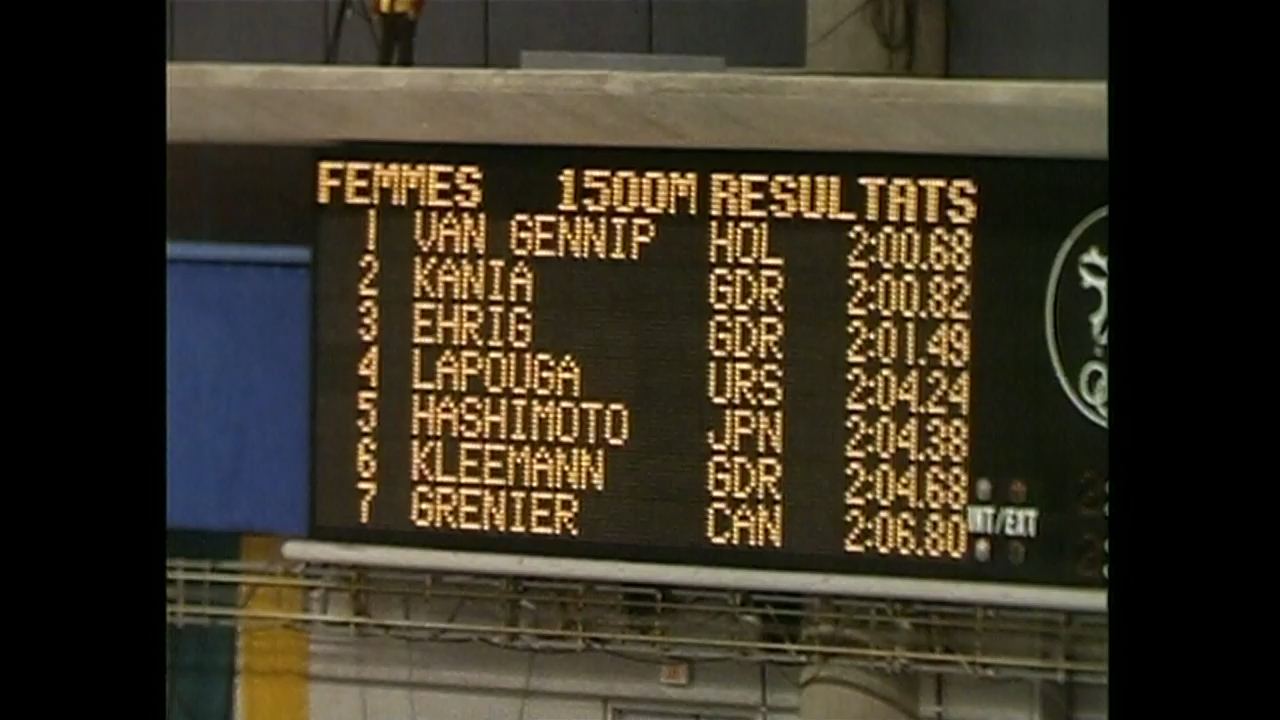 FEMMES 1500M RESULTATS
1 VAN GENNIP HOL 2:00.68
2 KANIA GDR 2:00.82
3 EHRIG GDR 2:01.49
4 LAPOUGA URS 2:04.24
5 HASHIMOTO JPN 2:04.38
6 KLEEMANN GDR 2:04.68
7 GRENIER CAN 2:06.80
INT/EXT